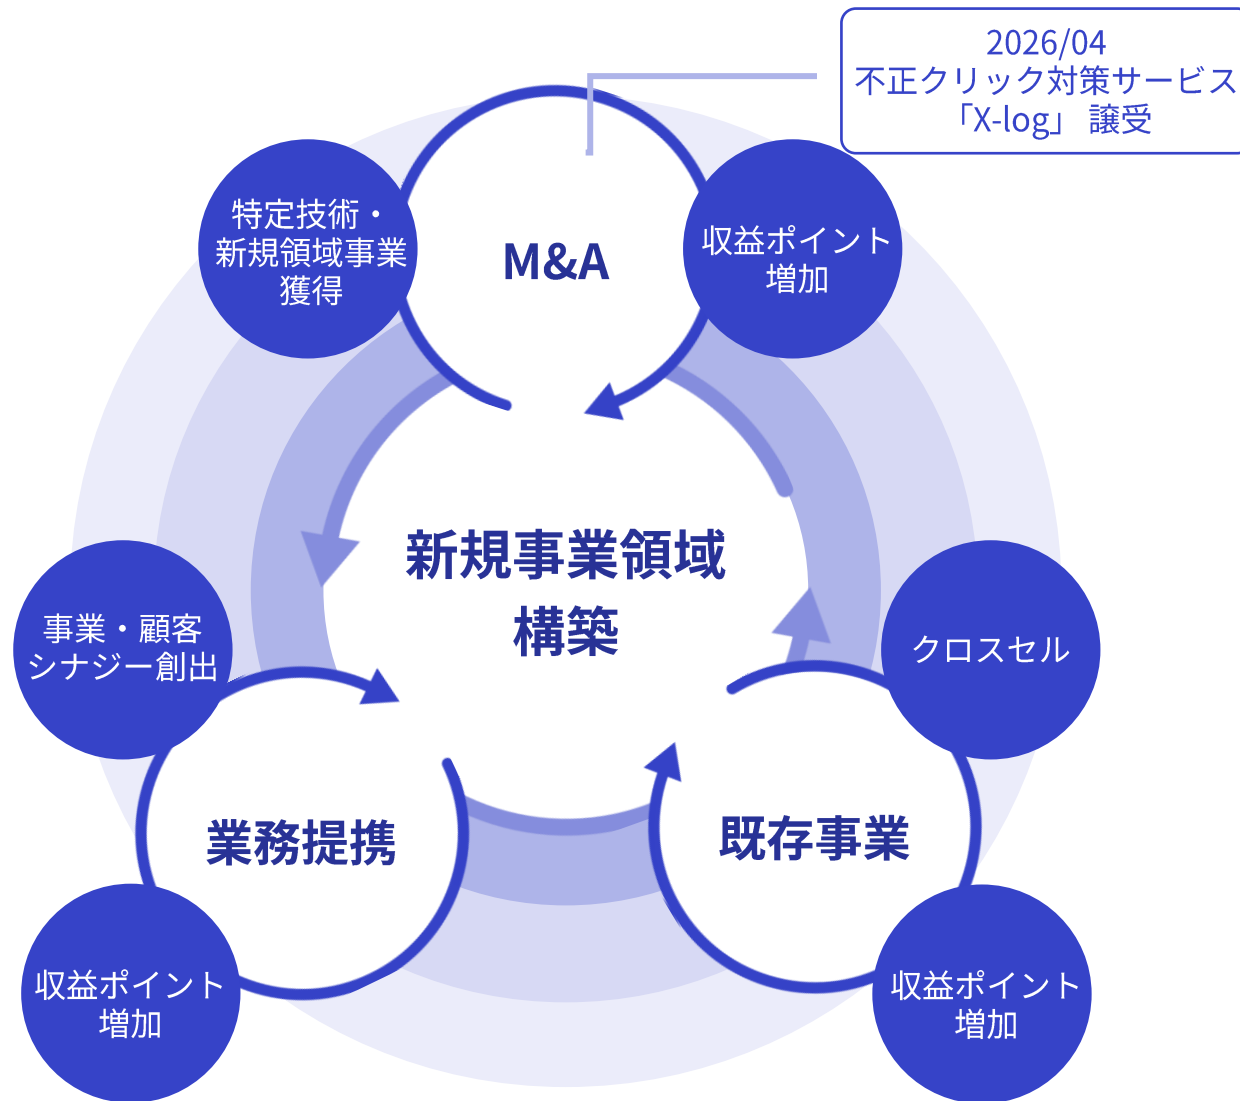 2026/04
不正クリック対策サービス
「X-log」 譲受
特定技術・
新規領域事業
獲得
M&A
収益ポイント
増加
新規事業領域
構築
事業・顧客
シナジー創出
クロスセル
業務提携
既存事業
収益ポイント
増加
収益ポイント
増加